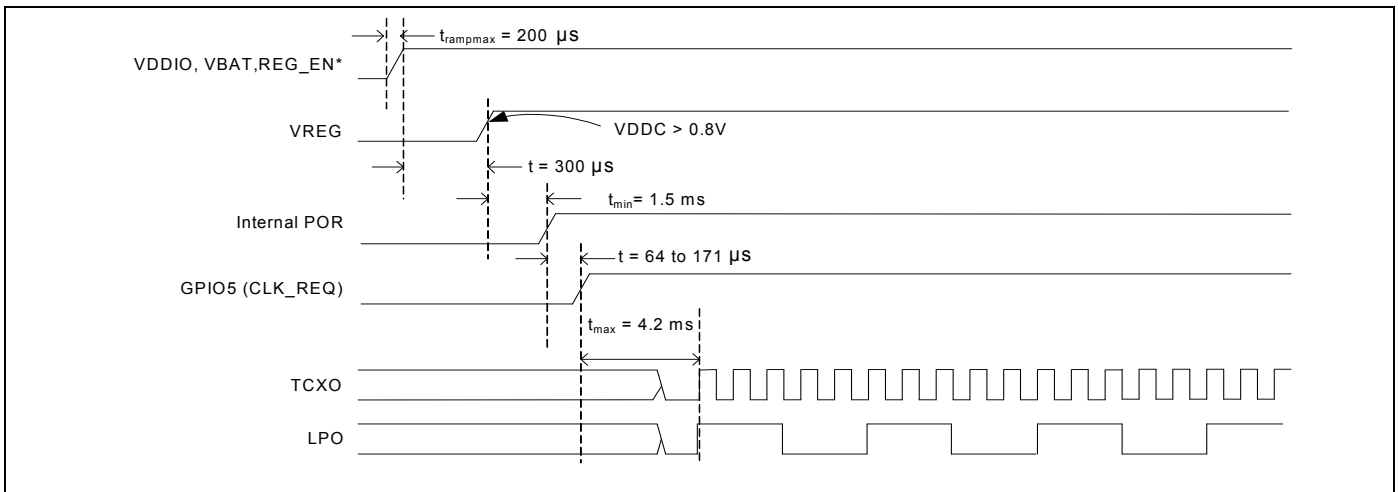 t_rampmax = 200 µs
VDDIO, VBAT,REG_EN*
VREG
VDDC > 0.8V
t = 300 µs
t_min= 1.5 ms
Internal POR
t = 64 to 171 µs
GPIO5 (CLK_REQ)
t_max = 4.2 ms
TCXO
LPO